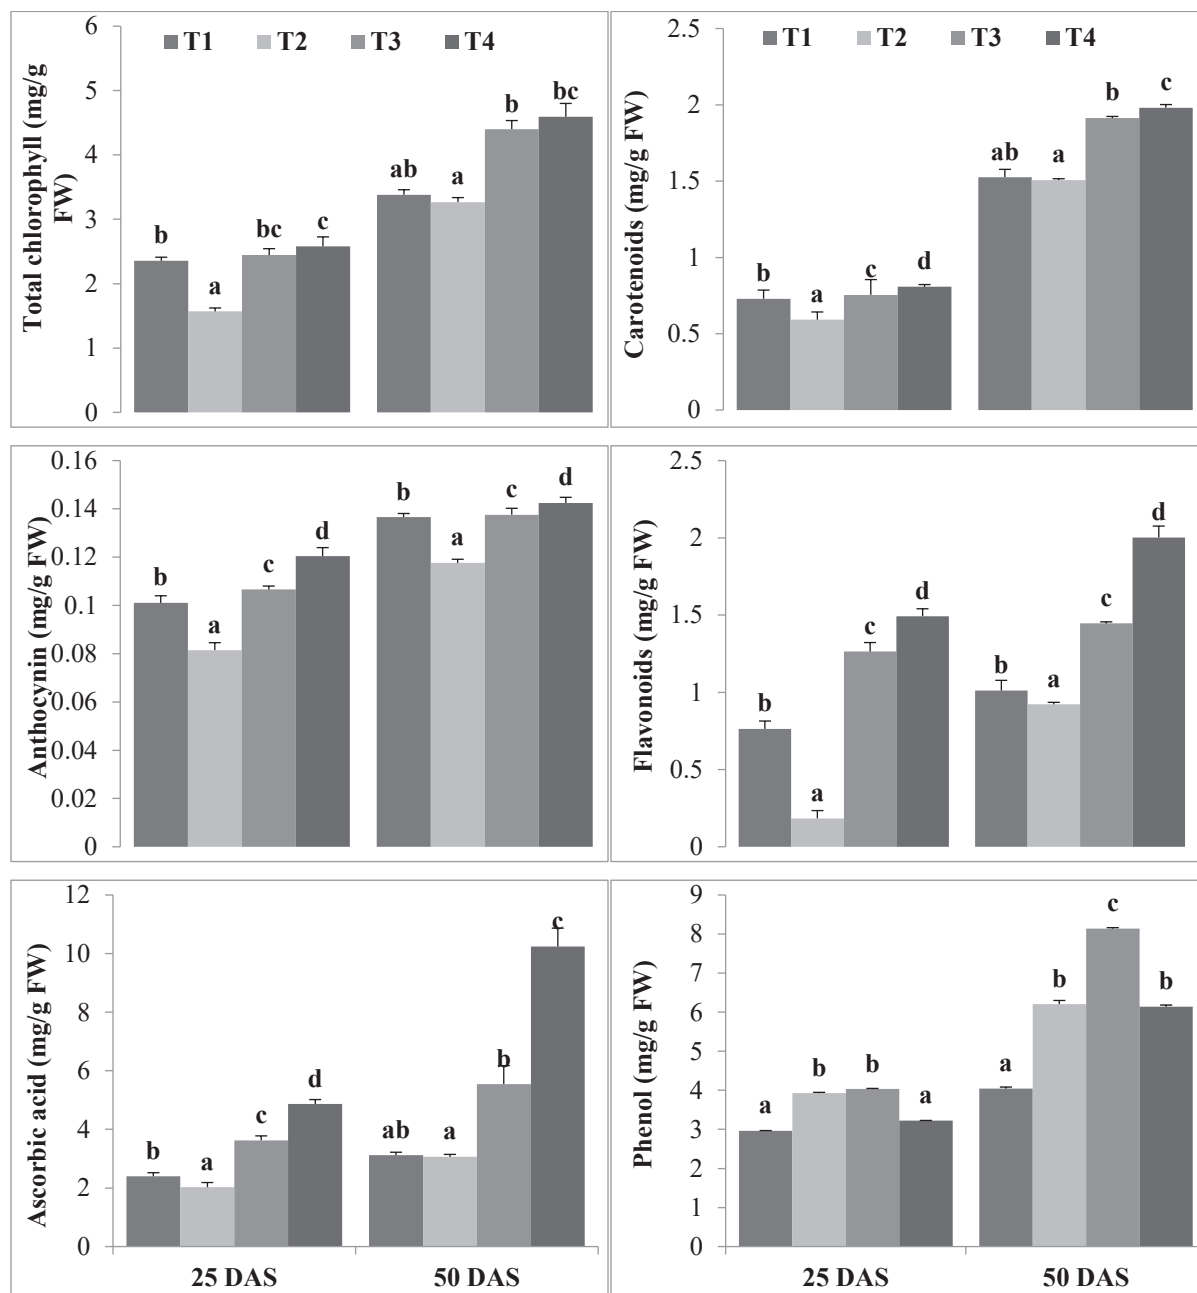 6
5
4
3
2
1
0
Total chlorophyll (mg/g
FW)
T1 T2 T3 T4
b a bc c ab a b bc
2.5
2
1.5
1
0.5
0
Carotenoids (mg/g FW)
T1 T2 T3 T4
b a c d ab a b c
0.16
0.14
0.12
0.1
0.08
0.06
0.04
0.02
0
Anthocynin (mg/g FW)
b a c d b a c d
2.5
2
1.5
1
0.5
0
Flavonoids (mg/g FW)
b a c d b a c d
12
10
8
6
4
2
0
Ascorbic acid (mg/g FW)
b a c d ab a b c
25 DAS 50 DAS
9
8
7
6
5
4
3
2
1
0
Phenol (mg/g FW)
a b b a a b c b
25 DAS 50 DAS